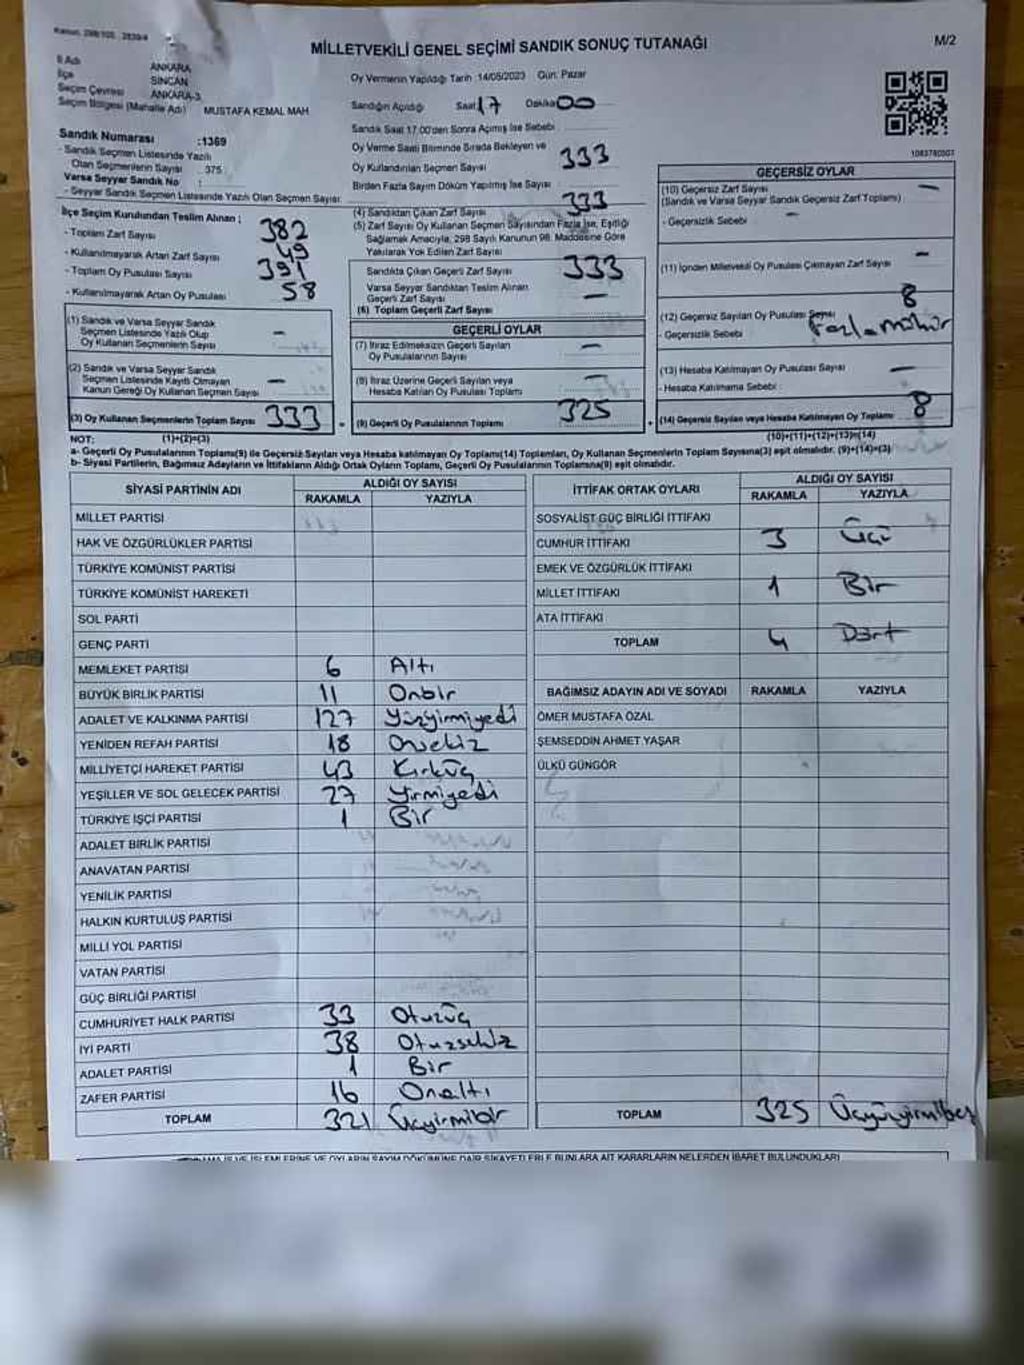 Kanun, 298/105 2839/4
MİLLETVEKİLİ GENEL SEÇİMİ SANDIK SONUÇ TUTANAĞI
M/2
İl Adı ANKARA
İlçe SİNCAN
Seçim Çevresi ANKARA-3
Seçim Bölgesi (Mahalle Adı) MUSTAFA KEMAL MAH
Oy Vermenin Yapıldığı Tarih :14/05/2023 Gün: Pazar
Sandığın Açıldığı Saat 17 Dakika 00
Sandık Saat 17:00'den Sonra Açımış İse Sebebi
Oy Verme Saati Bitiminde Sırada Bekleyen ve
Oy Kullandırılan Seçmen Sayısı 333
Birden Fazla Sayım Döküm Yapılmış İse Sayısı
Sandık Numarası :1369
- Sandık Seçmen Listesinde Yazılı
Olan Seçmenlerin Sayısı : 375
Varsa Seyyar Sandık No :
- Seyyar Sandık Seçmen Listesinde Yazılı Olan Seçmen Sayısı:
1083780507
İlçe Seçim Kurulundan Teslim Alınan ;
- Toplam Zarf Sayısı 382
- Kullanılmayarak Artan Zarf Sayısı 49
- Toplam Oy Pusulası Sayısı 391
- Kullanılmayarak Artan Oy Pusulası 58
(4) Sandıktan Çıkan Zarf Sayısı 333
(5) Zarf Sayısı Oy Kullanan Seçmen Sayısından Fazla İse, Eşitliği
Sağlamak Amacıyla, 298 Sayılı Kanunun 98. Maddesine Göre
Yakılarak Yok Edilen Zarf Sayısı
Sandıkta Çıkan Geçerli Zarf Sayısı 333
Varsa Seyyar Sandıktan Teslim Alınan
Geçerli Zarf Sayısı —
(6) Toplam Geçerli Zarf Sayısı
GEÇERSİZ OYLAR
(10) Geçersiz Zarf Sayısı —
(Sandık ve Varsa Seyyar Sandık Geçersiz Zarf Toplamı)
- Geçersizlik Sebebi —
(11) İçinden Milletvekili Oy Pusulası Çıkmayan Zarf Sayısı —
(12) Geçersiz Sayılan Oy Pusulası Sayısı 8
- Geçersizlik Sebebi Fazla mühür
(13) Hesaba Katılmayan Oy Pusulası Sayısı —
- Hesaba Katılmama Sebebi :
(14) Geçersiz Sayılan veya Hesaba Katılmayan Oy Toplamı 8
(10)+(11)+(12)+(13)=(14)
(1) Sandık ve Varsa Seyyar Sandık
Seçmen Listesinde Yazılı Olup
Oy Kullanan Seçmenlerin Sayısı —
(2) Sandık ve Varsa Seyyar Sandık
Seçmen Listesinde Kayıtlı Olmayan
Kanun Gereği Oy Kullanan Seçmen Sayısı —
(3) Oy Kullanan Seçmenlerin Toplam Sayısı 333
GEÇERLİ OYLAR
(7) İtiraz Edilmeksizin Geçerli Sayılan
Oy Pusulalarının Sayısı —
(8) İtiraz Üzerine Geçerli Sayılan veya
Hesaba Katılan Oy Pusulası Toplamı —
(9) Geçerli Oy Pusulalarının Toplamı 325
NOT: (1)+(2)=(3)
a- Geçerli Oy Pusulalarının Toplamı(9) ile Geçersiz Sayılan veya Hesaba katılmayan Oy Toplamı(14) Toplamları, Oy Kullanan Seçmenlerin Toplam Sayısına(3) eşit olmalıdır. (9)+(14)=(3)
b- Siyasi Partilerin, Bağımsız Adayların ve İttifakların Aldığı Ortak Oyların Toplamı, Geçerli Oy Pusulalarının Toplamına(9) eşit olmalıdır.
SİYASİ PARTİNİN ADI ALDIĞI OY SAYISI
RAKAMLA YAZIYLA
MİLLET PARTİSİ
HAK VE ÖZGÜRLÜKLER PARTİSİ
TÜRKİYE KOMÜNİST PARTİSİ
TÜRKİYE KOMÜNİST HAREKETİ
SOL PARTİ
GENÇ PARTİ
MEMLEKET PARTİSİ 6 Altı
BÜYÜK BİRLİK PARTİSİ 11 Onbir
ADALET VE KALKINMA PARTİSİ 127 Yüzyirmiyedi
YENİDEN REFAH PARTİSİ 18 Onsekiz
MİLLİYETÇİ HAREKET PARTİSİ 43 Kırküç
YEŞİLLER VE SOL GELECEK PARTİSİ 27 Yirmiyedi
TÜRKİYE İŞÇİ PARTİSİ 1 Bir
ADALET BİRLİK PARTİSİ
ANAVATAN PARTİSİ
YENİLİK PARTİSİ
HALKIN KURTULUŞ PARTİSİ
MİLLİ YOL PARTİSİ
VATAN PARTİSİ
GÜÇ BİRLİĞİ PARTİSİ
CUMHURİYET HALK PARTİSİ 33 Otuzüç
İYİ PARTİ 38 Otuzsekiz
ADALET PARTİSİ 1 Bir
ZAFER PARTİSİ 16 Onaltı
TOPLAM 321 Üçyirmibir
İTTİFAK ORTAK OYLARI ALDIĞI OY SAYISI
RAKAMLA YAZIYLA
SOSYALİST GÜÇ BİRLİĞİ İTTİFAKI
CUMHUR İTTİFAKI 3 Üçü
EMEK VE ÖZGÜRLÜK İTTİFAKI
MİLLET İTTİFAKI 1 Bir
ATA İTTİFAKI
TOPLAM 4 Dört
BAĞIMSIZ ADAYIN ADI VE SOYADI RAKAMLA YAZIYLA
ÖMER MUSTAFA ÖZAL
ŞEMSEDDİN AHMET YAŞAR
ÜLKÜ GÜNGÖR
TOPLAM 325 Üçyüzyirmibeş
İŞLEMLERİNE VE OYLARIN SAYIM DÖKÜMÜNE DAİR ŞİKAYETLERLE BUNLARA AİT KARARLARIN NELERDEN İBARET BULUNDUKLARI